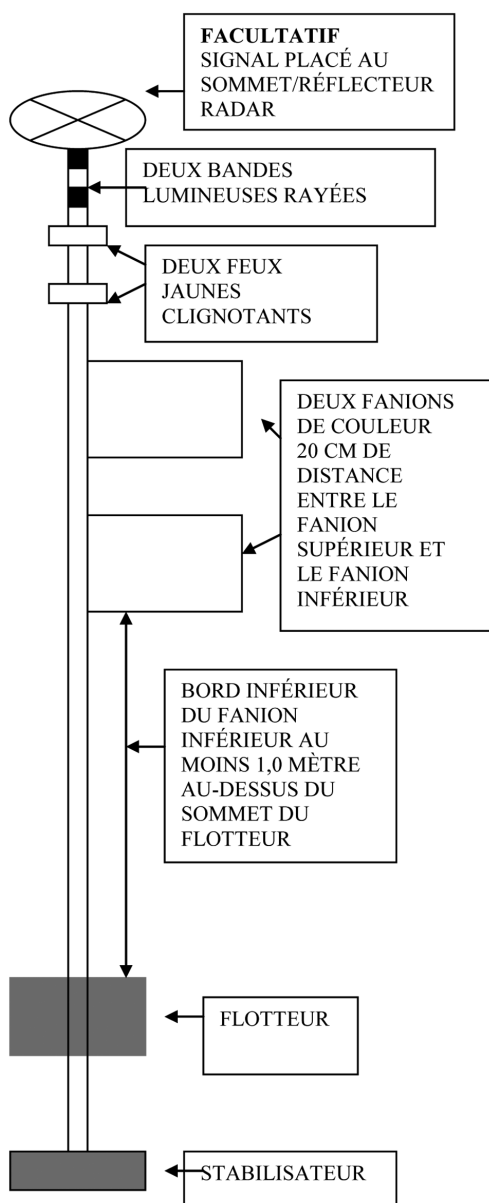 FACULTATIF
SIGNAL PLACÉ AU
SOMMET/RÉFLECTEUR
RADAR
DEUX BANDES
LUMINEUSES RAYÉES
DEUX FEUX
JAUNES
CLIGNOTANTS
DEUX FANIONS
DE COULEUR
20 CM DE
DISTANCE
ENTRE LE
FANION
SUPÉRIEUR ET
LE FANION
INFÉRIEUR
BORD INFÉRIEUR
DU FANION
INFÉRIEUR AU
MOINS 1,0 MÈTRE
AU-DESSUS DU
SOMMET DU
FLOTTEUR
FLOTTEUR
STABILISATEUR